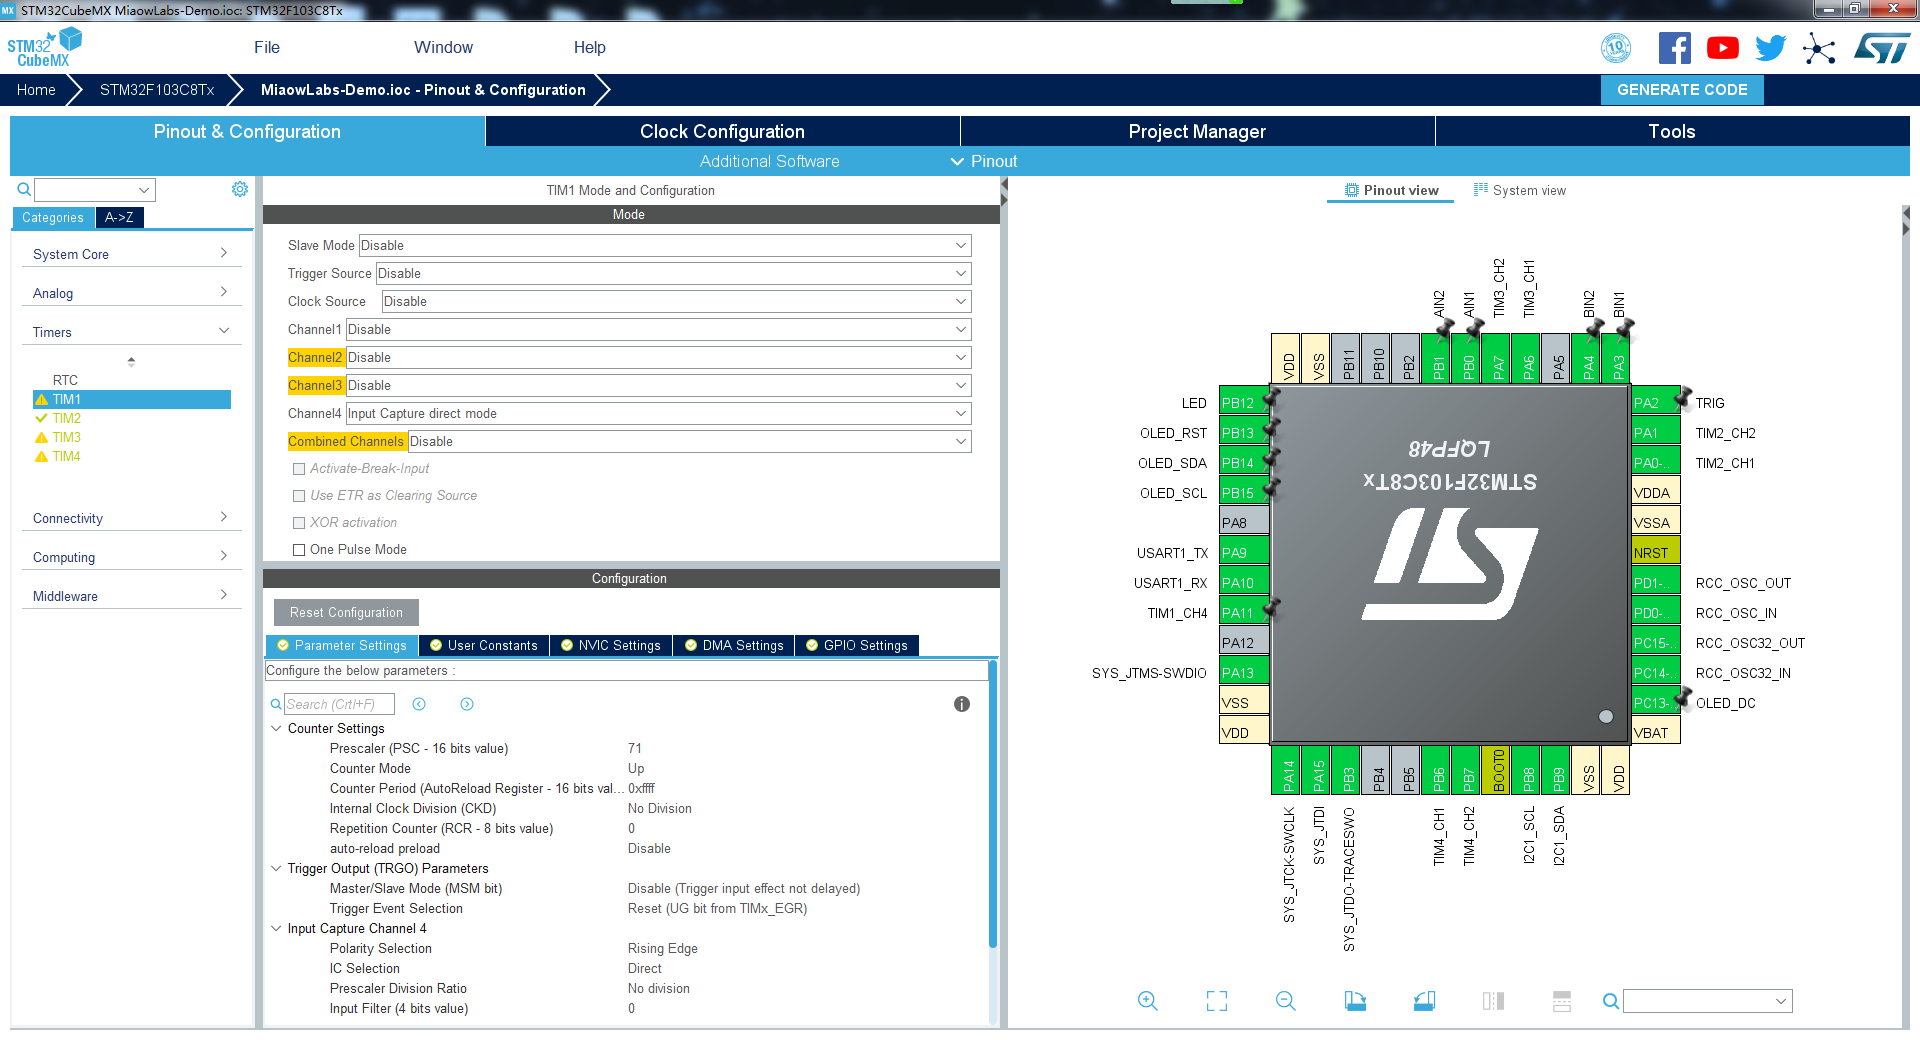 MX STM32CubeMX MiaowLabs-Demo.ioc: STM32F103C8Tx
STM32 CubeMX
File Window Help
10
ST
Home STM32F103C8Tx MiaowLabs-Demo.ioc - Pinout & Configuration GENERATE CODE
Pinout & Configuration Clock Configuration Project Manager Tools
Additional Software Pinout
Categories A->Z
System Core
Analog
Timers
RTC
TIM1
TIM2
TIM3
TIM4
Connectivity
Computing
Middleware
TIM1 Mode and Configuration
Mode
Slave Mode Disable
Trigger Source Disable
Clock Source Disable
Channel1 Disable
Channel2 Disable
Channel3 Disable
Channel4 Input Capture direct mode
Combined Channels Disable
Activate-Break-Input
Use ETR as Clearing Source
XOR activation
One Pulse Mode
Configuration
Reset Configuration
Parameter Settings User Constants NVIC Settings DMA Settings GPIO Settings
Configure the below parameters :
Search (Crtl+F)
Counter Settings
Prescaler (PSC - 16 bits value) 71
Counter Mode Up
Counter Period (AutoReload Register - 16 bits val... 0xffff
Internal Clock Division (CKD) No Division
Repetition Counter (RCR - 8 bits value) 0
auto-reload preload Disable
Trigger Output (TRGO) Parameters
Master/Slave Mode (MSM bit) Disable (Trigger input effect not delayed)
Trigger Event Selection Reset (UG bit from TIMx_EGR)
Input Capture Channel 4
Polarity Selection Rising Edge
IC Selection Direct
Prescaler Division Ratio No division
Input Filter (4 bits value) 0
Pinout view System view
AIN2 AIN1 TIM3_CH2 TIM3_CH1 BIN2 BIN1
VDD VSS PB11 PB10 PB2 PB1 PB0 PA7 PA6 PA5 PA4 PA3
LED PB12
OLED_RST PB13
OLED_SDA PB14
OLED_SCL PB15
PA8
USART1_TX PA9
USART1_RX PA10
TIM1_CH4 PA11
PA12
SYS_JTMS-SWDIO PA13
VSS
VDD
LQFP48
STM32F103C8Tx
ST
PA2 TRIG
PA1 TIM2_CH2
PA0-.. TIM2_CH1
VDDA
VSSA
NRST
PD1-.. RCC_OSC_OUT
PD0-.. RCC_OSC_IN
PC15-.. RCC_OSC32_OUT
PC14-.. RCC_OSC32_IN
PC13-.. OLED_DC
VBAT
PA14 PA15 PB3 PB4 PB5 PB6 PB7 BOOT0 PB8 PB9 VSS VDD
SYS_JTCK-SWCLK SYS_JTDI SYS_JTDO-TRACESWO TIM4_CH1 TIM4_CH2 I2C1_SCL I2C1_SDA